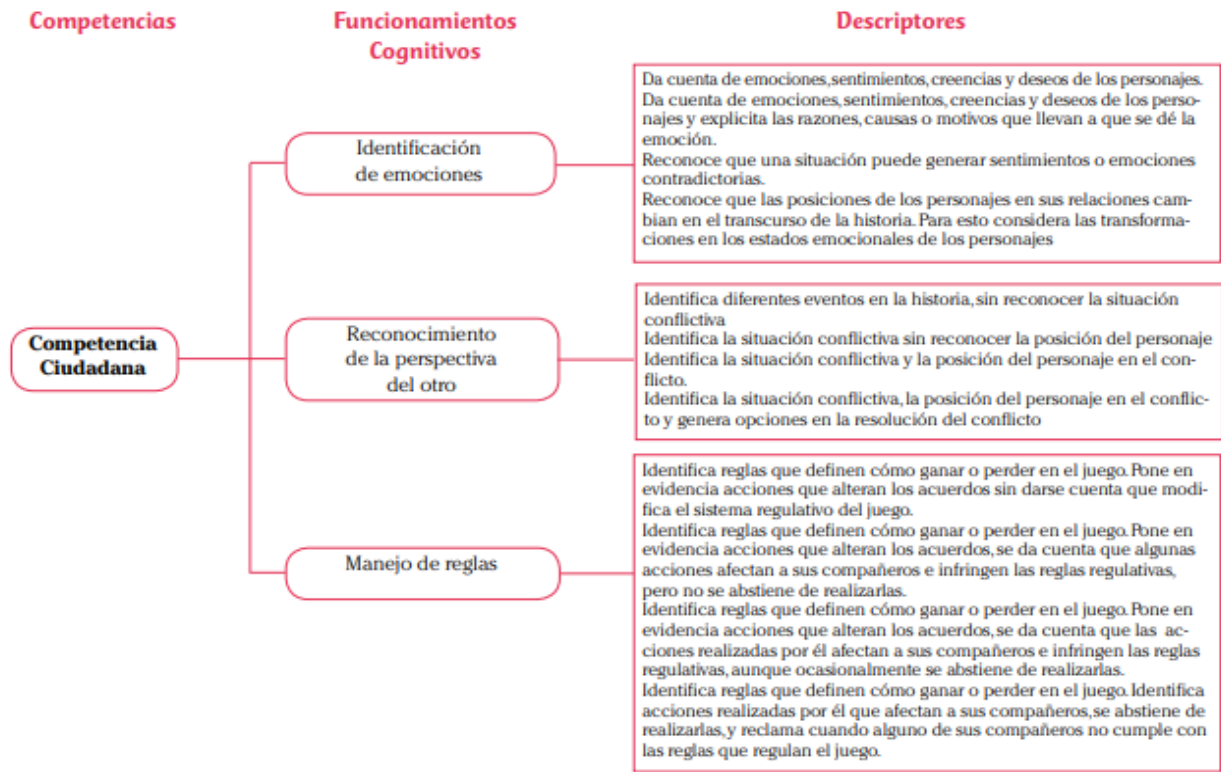 Competencias
Funcionamientos
Cognitivos
Descriptores
Competencia
Ciudadana
Identificación
de emociones
Da cuenta de emociones, sentimientos, creencias y deseos de los personajes.
Da cuenta de emociones, sentimientos, creencias y deseos de los perso-
najes y explicita las razones, causas o motivos que llevan a que se dé la
emoción.
Reconoce que una situación puede generar sentimientos o emociones
contradictorias.
Reconoce que las posiciones de los personajes en sus relaciones cam-
bian en el transcurso de la historia. Para esto considera las transforma-
ciones en los estados emocionales de los personajes
Reconocimiento
de la perspectiva
del otro
Identifica diferentes eventos en la historia, sin reconocer la situación
conflictiva
Identifica la situación conflictiva sin reconocer la posición del personaje
Identifica la situación conflictiva y la posición del personaje en el con-
flicto.
Identifica la situación conflictiva, la posición del personaje en el conflic-
to y genera opciones en la resolución del conflicto
Manejo de reglas
Identifica reglas que definen cómo ganar o perder en el juego. Pone en
evidencia acciones que alteran los acuerdos sin darse cuenta que modi-
fica el sistema regulativo del juego.
Identifica reglas que definen cómo ganar o perder en el juego. Pone en
evidencia acciones que alteran los acuerdos, se da cuenta que algunas
acciones afectan a sus compañeros e infringen las reglas regulativas,
pero no se abstiene de realizarlas.
Identifica reglas que definen cómo ganar o perder en el juego. Pone en
evidencia acciones que alteran los acuerdos, se da cuenta que las ac-
ciones realizadas por él afectan a sus compañeros e infringen las reglas
regulativas, aunque ocasionalmente se abstiene de realizarlas.
Identifica reglas que definen cómo ganar o perder en el juego. Identifica
acciones realizadas por él que afectan a sus compañeros, se abstiene de
realizarlas, y reclama cuando alguno de sus compañeros no cumple con
las reglas que regulan el juego.